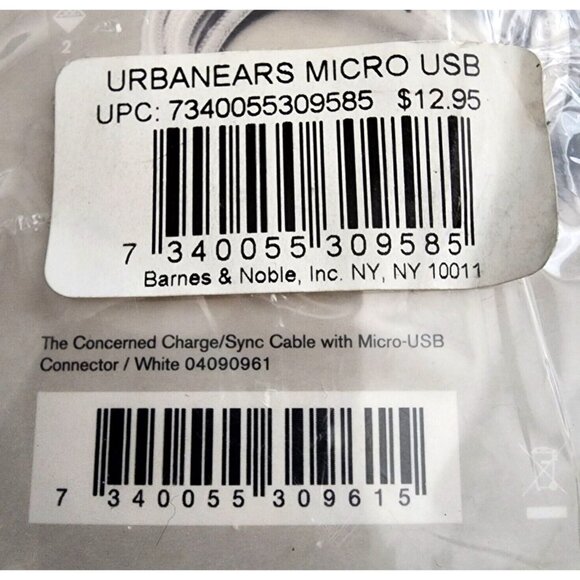 2
URBANEARS MICRO USB
UPC: 7340055309585 $12.95
7 340055 309585
Barnes & Noble, Inc. NY, NY 10011
The Concerned Charge/Sync Cable with Micro-USB
Connector / White 04090961
7 340055 309615